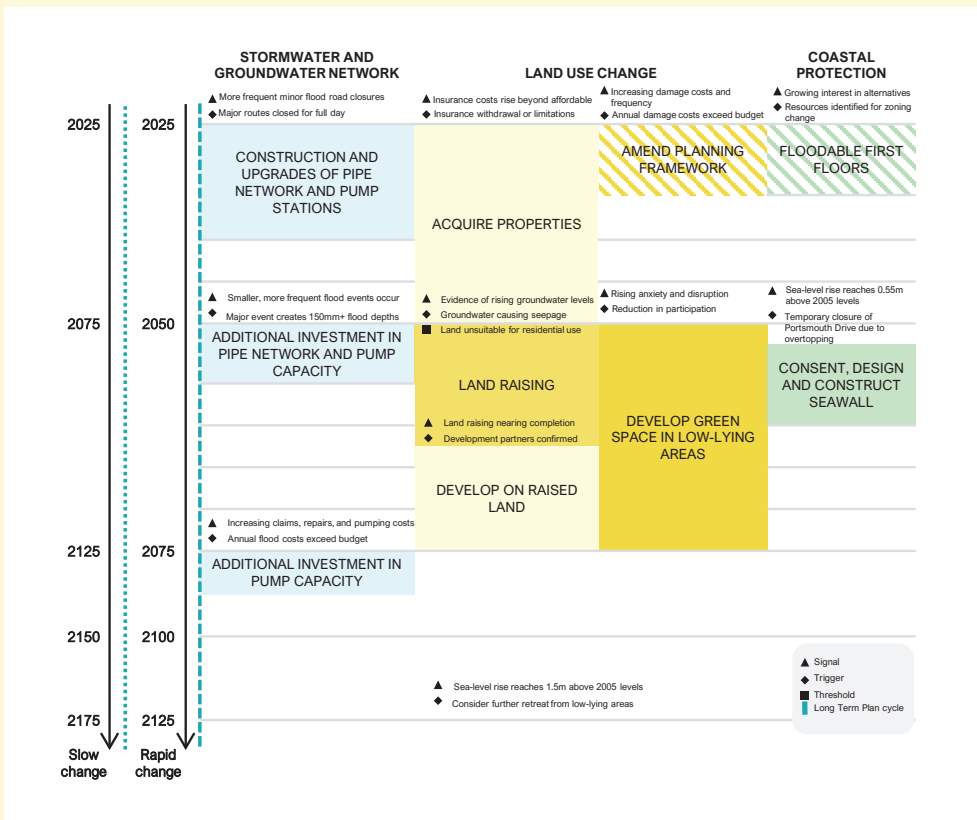 STORMWATER AND
GROUNDWATER NETWORK
LAND USE CHANGE
COASTAL
PROTECTION
More frequent minor flood road closures
Major routes closed for full day
Insurance costs rise beyond affordable
Insurance withdrawal or limitations
Increasing damage costs and
frequency
Annual damage costs exceed budget
Growing interest in alternatives
Resources identified for zoning
change
2025
2025
CONSTRUCTION AND
UPGRADES OF PIPE
NETWORK AND PUMP
STATIONS
ACQUIRE PROPERTIES
AMEND PLANNING
FRAMEWORK
FLOODABLE FIRST
FLOORS
Smaller, more frequent flood events occur
Major event creates 150mm+ flood depths
Evidence of rising groundwater levels
Groundwater causing seepage
Land unsuitable for residential use
Rising anxiety and disruption
Reduction in participation
Sea-level rise reaches 0.55m
above 2005 levels
Temporary closure of
Portsmouth Drive due to
overtopping
2075
2050
ADDITIONAL INVESTMENT IN
PIPE NETWORK AND PUMP
CAPACITY
LAND RAISING
Land raising nearing completion
Development partners confirmed
DEVELOP GREEN
SPACE IN LOW-LYING
AREAS
CONSENT, DESIGN
AND CONSTRUCT
SEAWALL
DEVELOP ON RAISED
LAND
Increasing claims, repairs, and pumping costs
Annual flood costs exceed budget
2125
2075
ADDITIONAL INVESTMENT IN
PUMP CAPACITY
2150
2100
Sea-level rise reaches 1.5m above 2005 levels
Consider further retreat from low-lying areas
2175
2125
Slow
change
Rapid
change
Signal
Trigger
Threshold
Long Term Plan cycle